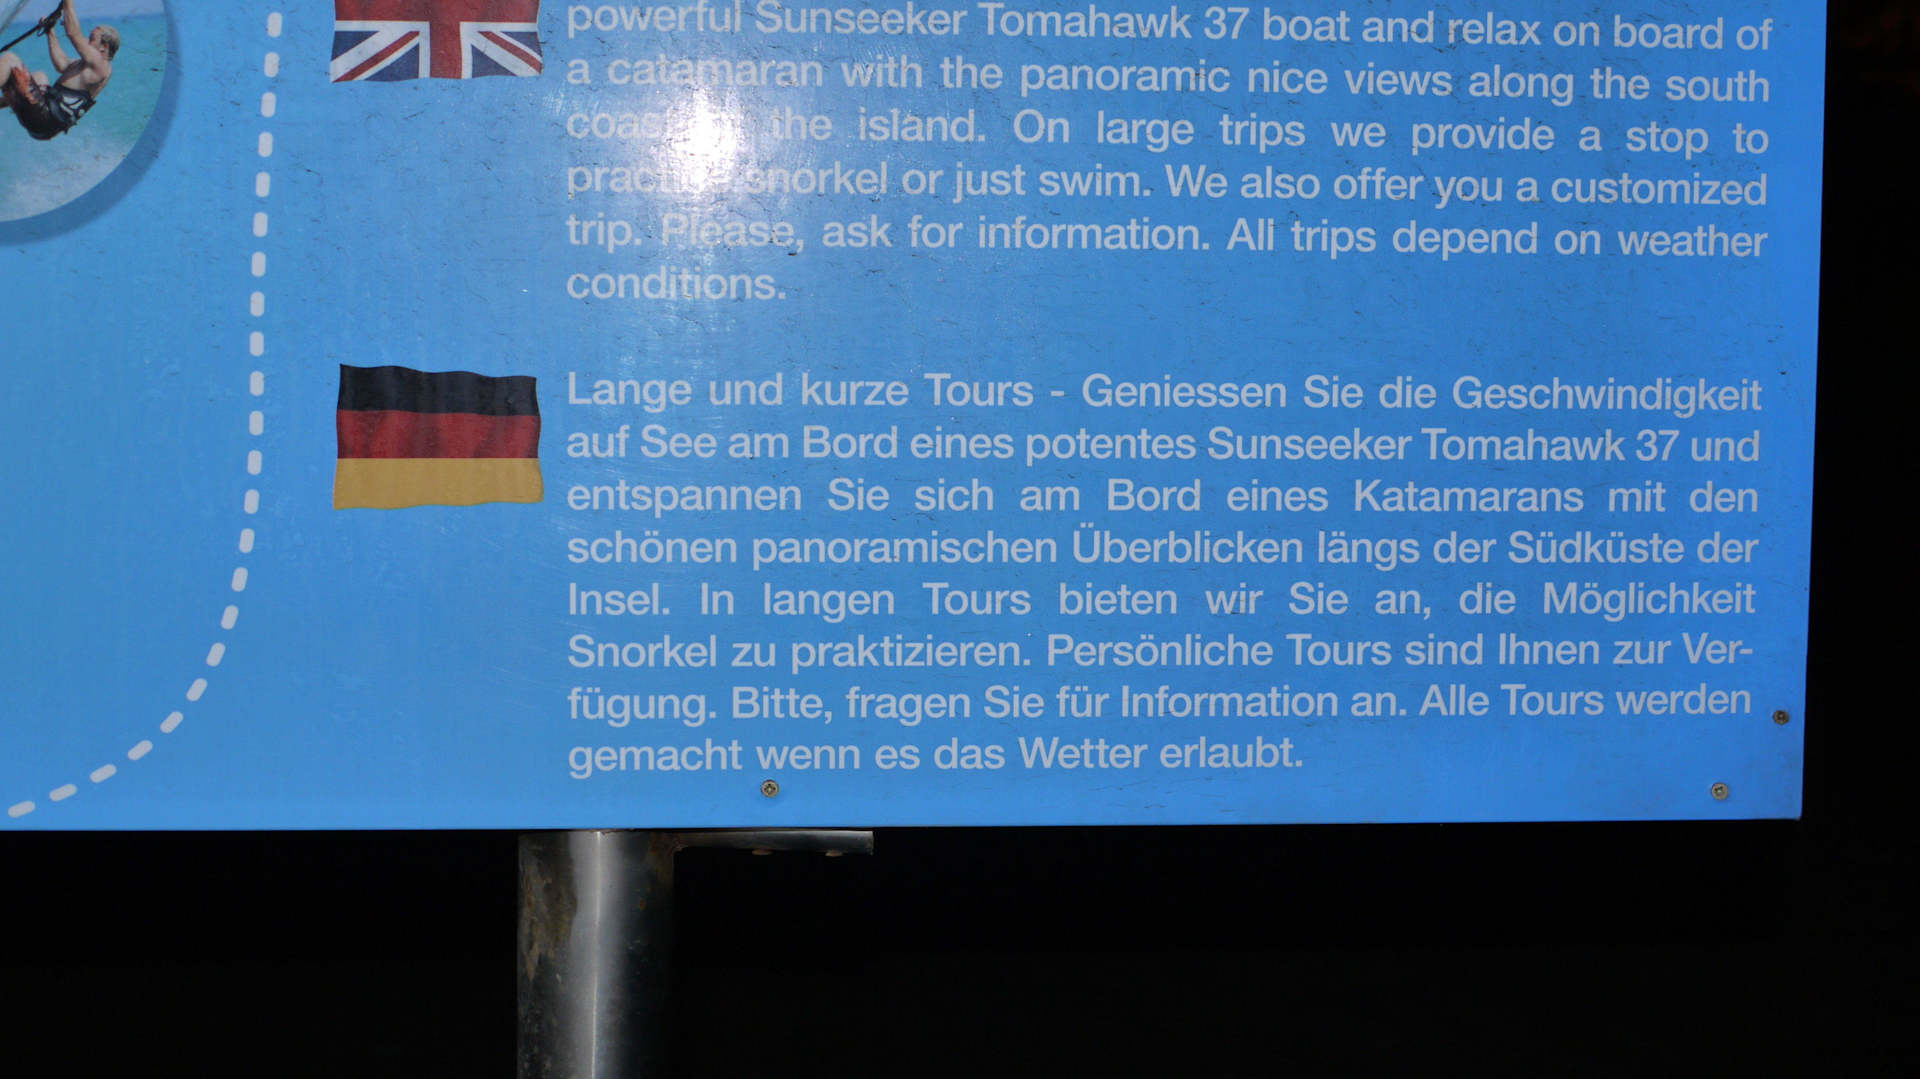 powerful Sunseeker Tomahawk 37 boat and relax on board of
a catamaran with the panoramic nice views along the south
the island. On large trips we provide a stop to
snorkel or just swim. We also offer you a customized
trip. Please, ask for information. All trips depend on weather
conditions.
Lange und kurze Tours - Geniessen Sie die Geschwindigkeit
auf See am Bord eines potentes Sunseeker Tomahawk 37 und
entspannen Sie sich am Bord eines Katamarans mit den
schönen panoramischen Überblicken längs der Südküste der
Insel. In langen Tours bieten wir Sie an, die Möglichkeit
Snorkel zu praktizieren. Persönliche Tours sind Ihnen zur Ver-
fügung. Bitte, fragen Sie für Information an. Alle Tours werden
gemacht wenn es das Wetter erlaubt.